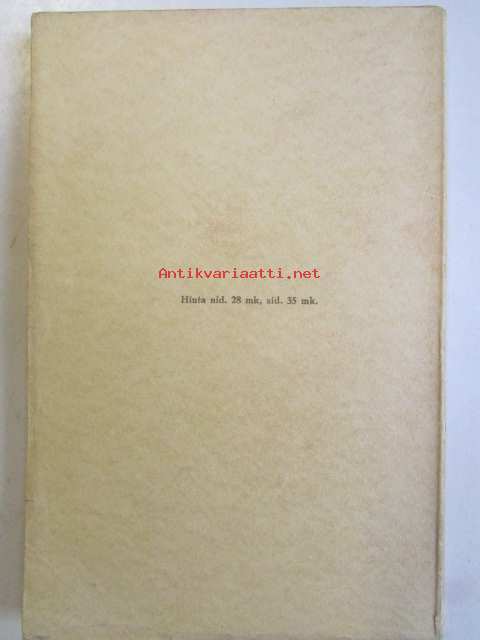 Antikvariaatti.net
Hinta nid. 28 mk, sid. 35 mk.